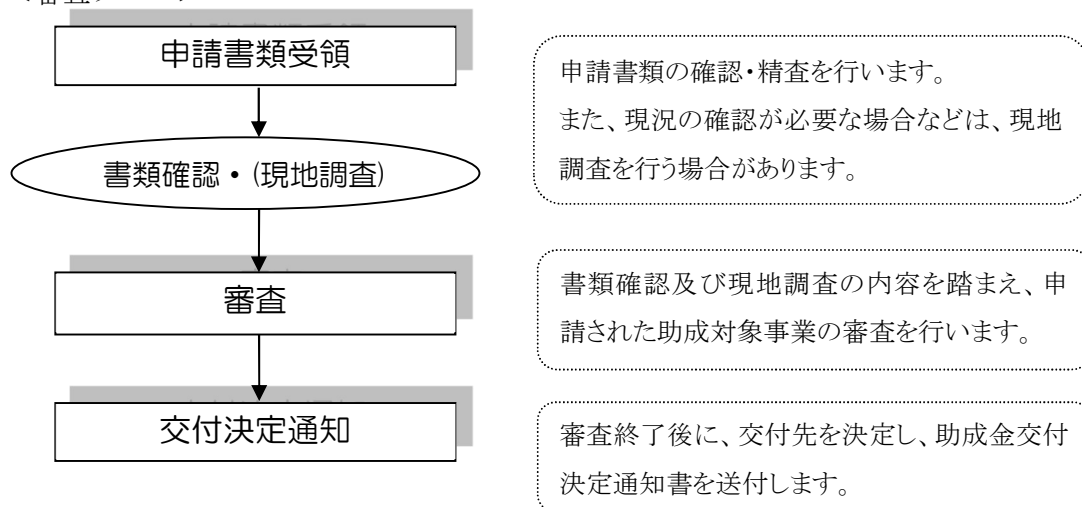 申請書類受領
申請書類の確認・精査を行います。
また、現況の確認が必要な場合などは、現地
調査を行う場合があります。
書類確認・(現地調査)
審査
書類確認及び現地調査の内容を踏まえ、申
請された助成対象事業の審査を行います。
交付決定通知
審査終了後に、交付先を決定し、助成金交付
決定通知書を送付します。